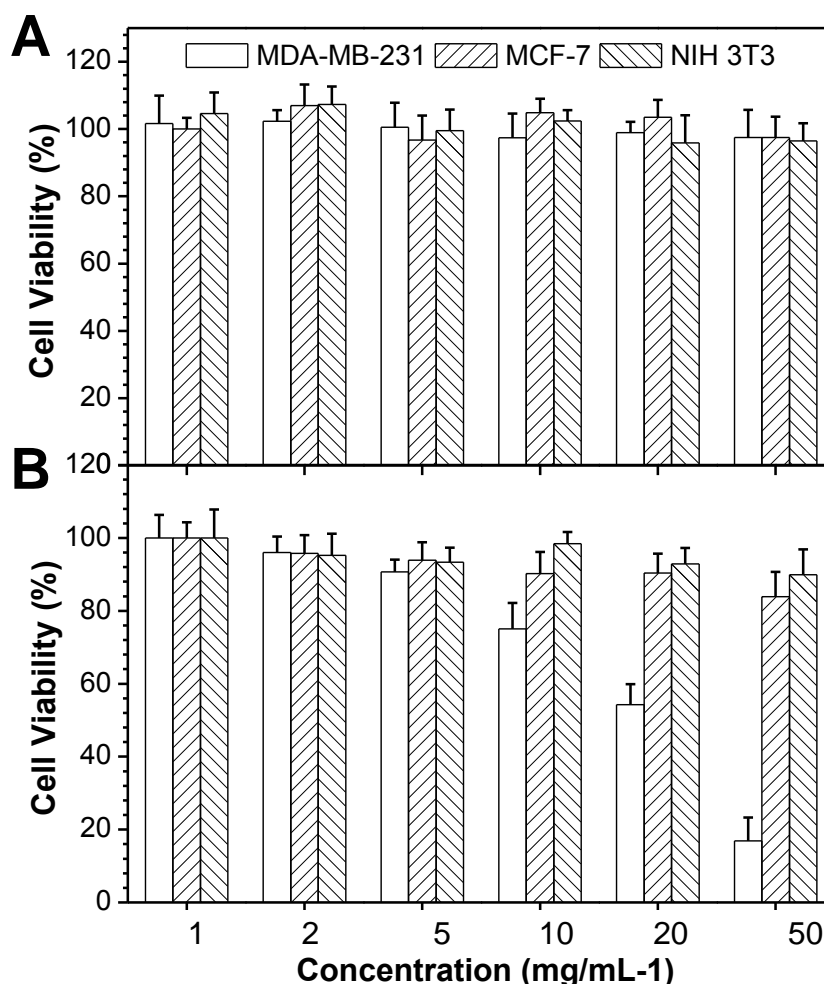 A
MDA-MB-231 MCF-7 NIH 3T3
120
100
80
60
40
20
Cell Viability (%)
B
120
100
80
60
40
20
0
Cell Viability (%)
1 2 5 10 20 50
Concentration (mg/mL-1)